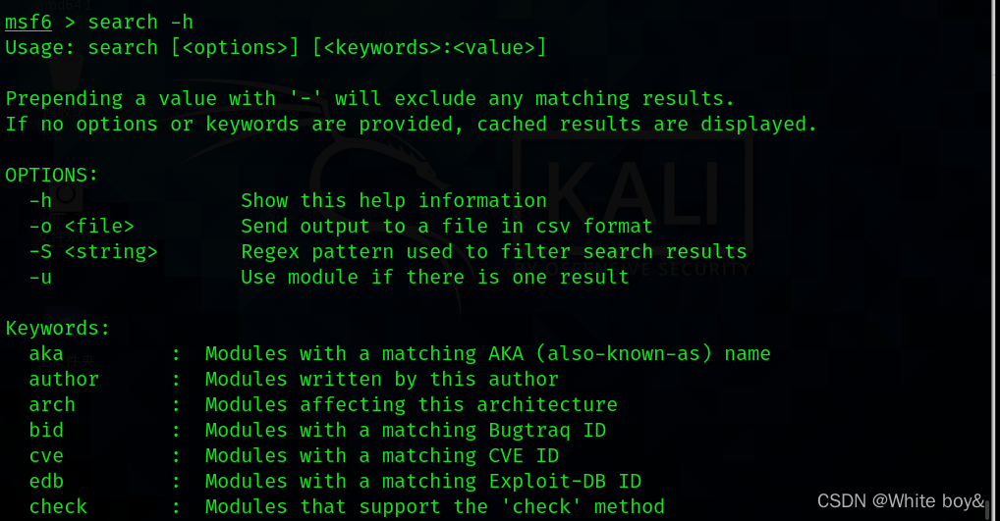 msf6 > search -h
Usage: search [<options>] [<keywords>:<value>]
Prepending a value with '-' will exclude any matching results.
If no options or keywords are provided, cached results are displayed.
OPTIONS:
-h Show this help information
-o <file> Send output to a file in csv format
-S <string> Regex pattern used to filter search results
-u Use module if there is one result
KALI
BY OFFENSIVE SECURITY
Keywords:
aka : Modules with a matching AKA (also-known-as) name
author : Modules written by this author
arch : Modules affecting this architecture
bid : Modules with a matching Bugtraq ID
cve : Modules with a matching CVE ID
edb : Modules with a matching Exploit-DB ID
check : Modules that support the 'check' method
CSDN @White boy&